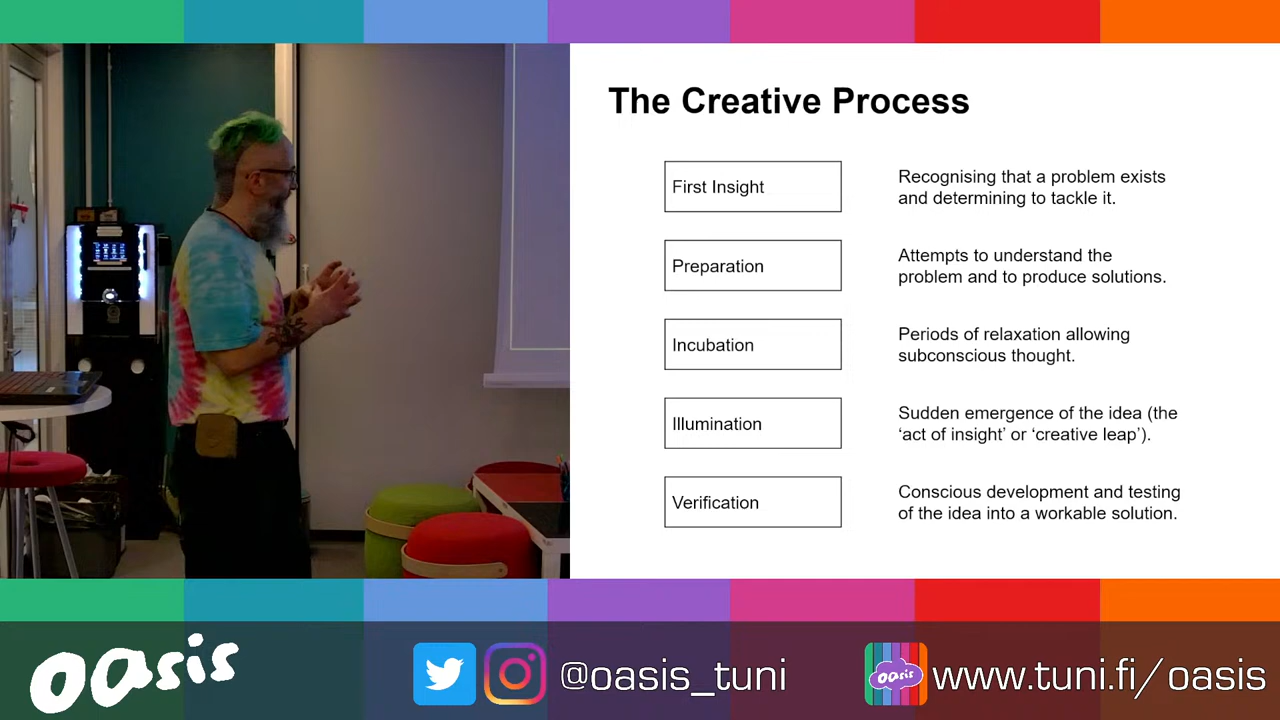 The Creative Process
First Insight
Recognising that a problem exists
and determining to tackle it.
Preparation
Attempts to understand the
problem and to produce solutions.
Incubation
Periods of relaxation allowing
subconscious thought.
Illumination
Sudden emergence of the idea (the
‘act of insight’ or ‘creative leap’).
Verification
Conscious development and testing
of the idea into a workable solution.
oasis
@oasis_tuni
oasis
www.tuni.fi/oasis